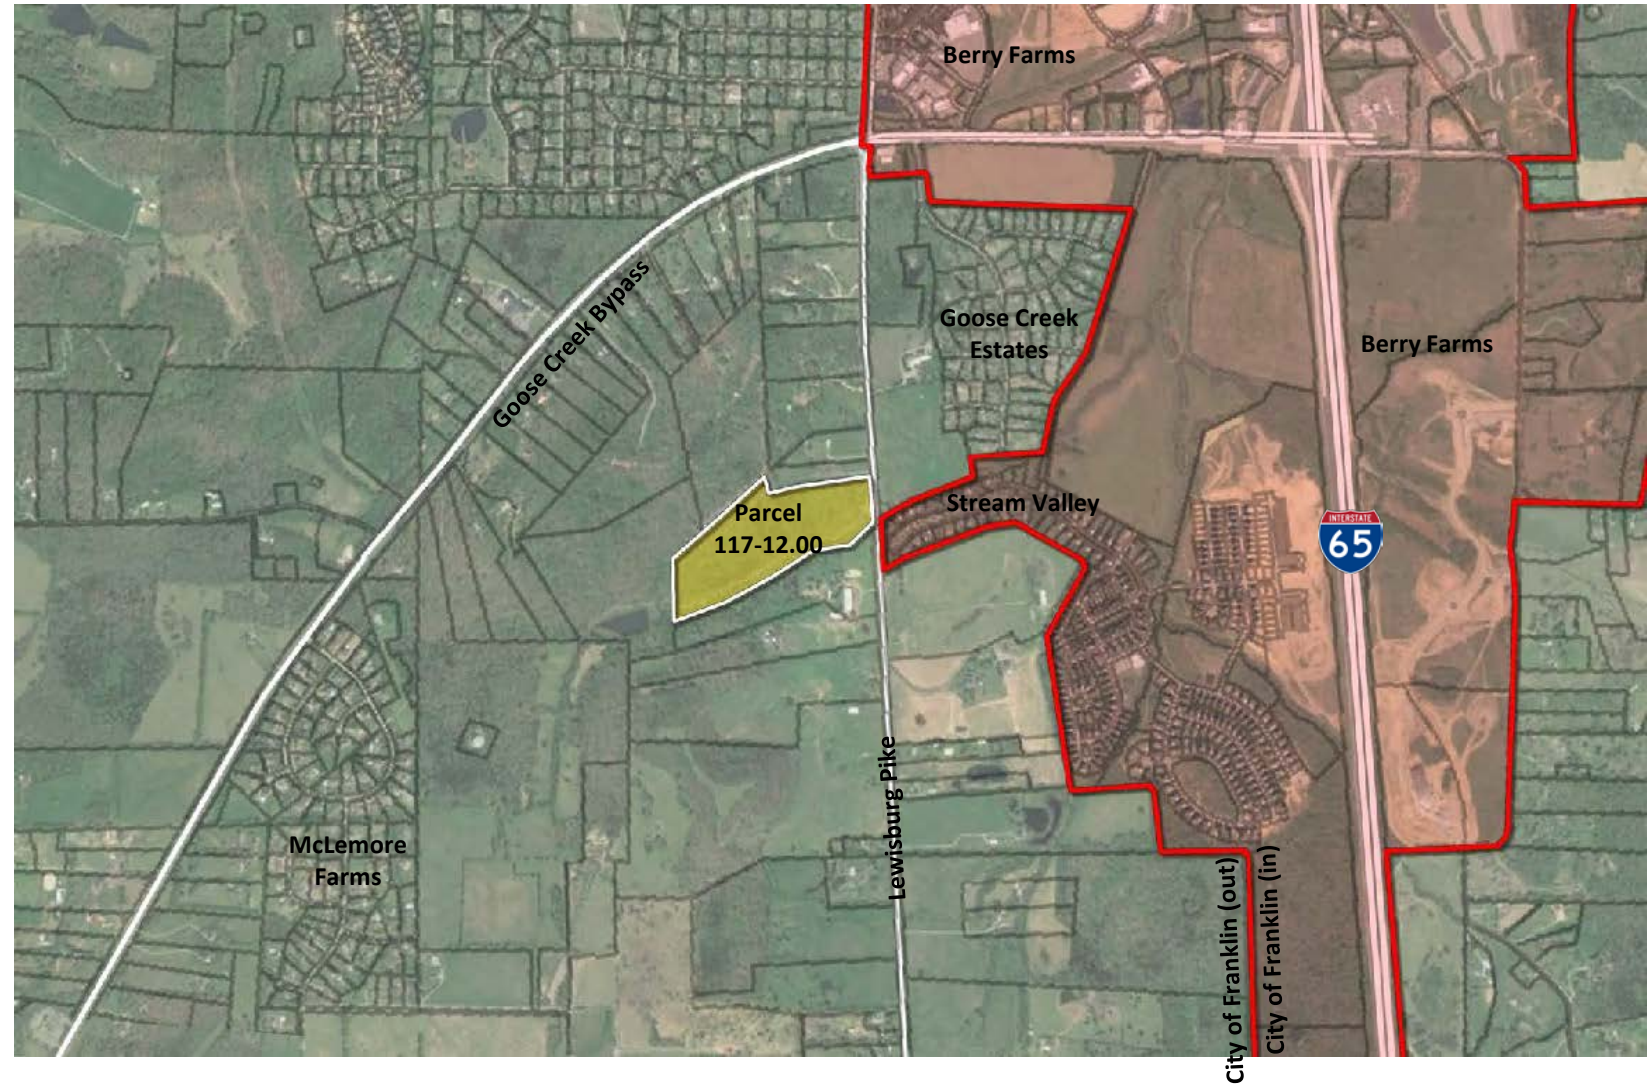 Berry Farms
Goose Creek Bypass
Goose Creek
Estates
Berry Farms
Parcel
117-12.00
Stream Valley
INTERSTATE
65
Lewisburg Pike
McLemore
Farms
City of Franklin (out)
City of Franklin (in)